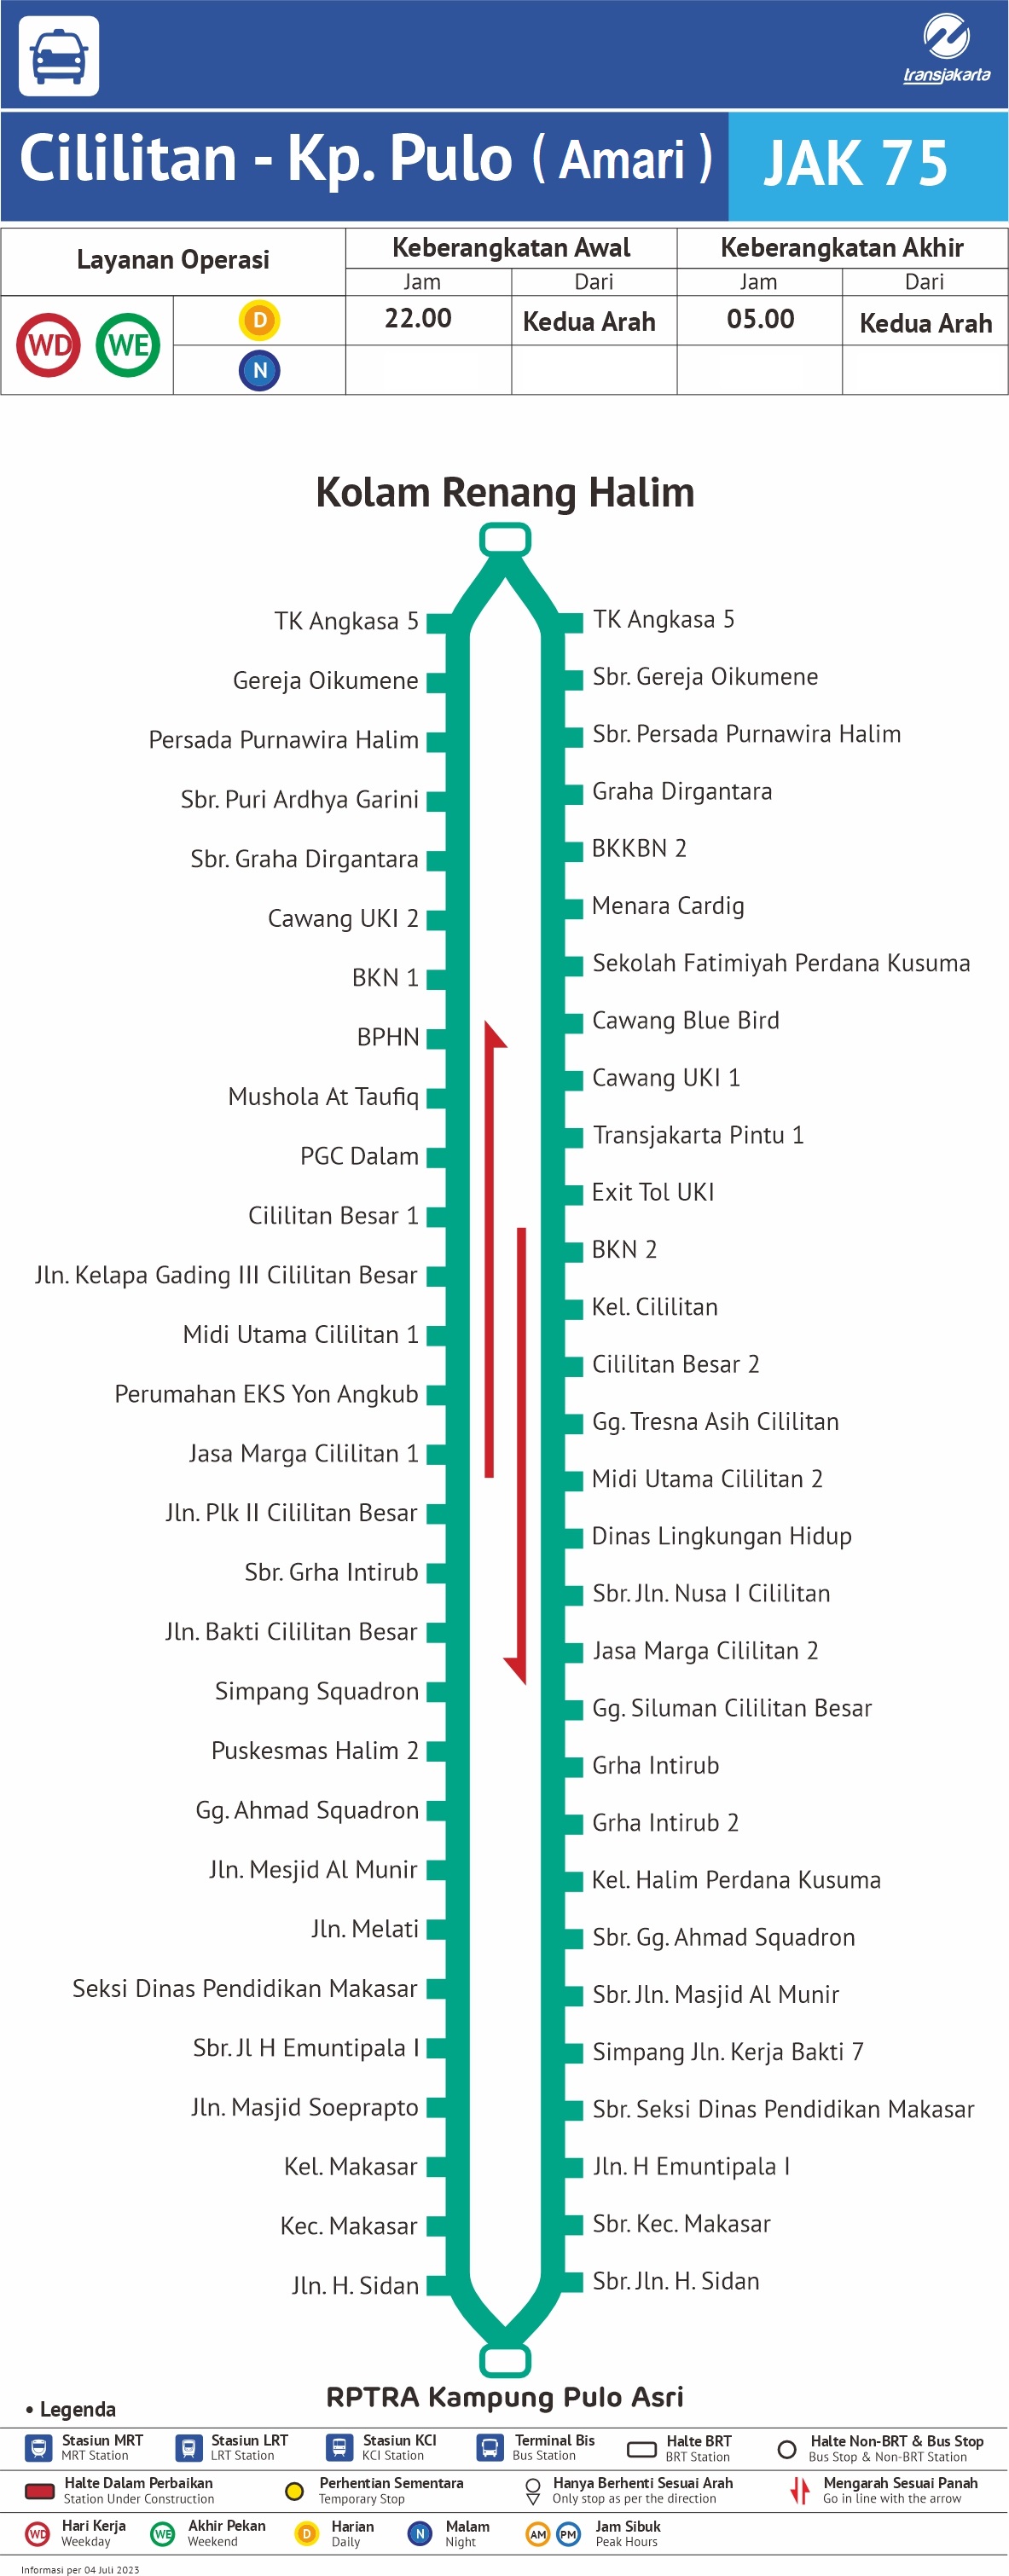 transjakarta
Cililitan - Kp. Pulo ( Amari )
JAK 75
Layanan Operasi
Keberangkatan Awal
Keberangkatan Akhir
Jam
Dari
Jam
Dari
WD
WE
D
22.00
Kedua Arah
05.00
Kedua Arah
N
Kolam Renang Halim
TK Angkasa 5
Gereja Oikumene
Persada Purnawira Halim
Sbr. Puri Ardhya Garini
Sbr. Graha Dirgantara
Cawang UKI 2
BKN 1
BPHN
Mushola At Taufiq
PGC Dalam
Cililitan Besar 1
Jln. Kelapa Gading III Cililitan Besar
Midi Utama Cililitan 1
Perumahan EKS Yon Angkub
Jasa Marga Cililitan 1
Jln. Plk II Cililitan Besar
Sbr. Grha Intirub
Jln. Bakti Cililitan Besar
Simpang Squadron
Puskesmas Halim 2
Gg. Ahmad Squadron
Jln. Mesjid Al Munir
Jln. Melati
Seksi Dinas Pendidikan Makasar
Sbr. Jl H Emuntipala I
Jln. Masjid Soeprapto
Kel. Makasar
Kec. Makasar
Jln. H. Sidan
TK Angkasa 5
Sbr. Gereja Oikumene
Sbr. Persada Purnawira Halim
Graha Dirgantara
BKKBN 2
Menara Cardig
Sekolah Fatimiyah Perdana Kusuma
Cawang Blue Bird
Cawang UKI 1
Transjakarta Pintu 1
Exit Tol UKI
BKN 2
Kel. Cililitan
Cililitan Besar 2
Gg. Tresna Asih Cililitan
Midi Utama Cililitan 2
Dinas Lingkungan Hidup
Sbr. Jln. Nusa I Cililitan
Jasa Marga Cililitan 2
Gg. Siluman Cililitan Besar
Grha Intirub
Grha Intirub 2
Kel. Halim Perdana Kusuma
Sbr. Gg. Ahmad Squadron
Sbr. Jln. Masjid Al Munir
Simpang Jln. Kerja Bakti 7
Sbr. Seksi Dinas Pendidikan Makasar
Jln. H Emuntipala I
Sbr. Kec. Makasar
Sbr. Jln. H. Sidan
RPTRA Kampung Pulo Asri
• Legenda
Stasiun MRT
MRT Station
Stasiun LRT
LRT Station
Stasiun KCI
KCI Station
Terminal Bis
Bus Station
Halte BRT
BRT Station
Halte Non-BRT & Bus Stop
Bus Stop & Non-BRT Station
Halte Dalam Perbaikan
Station Under Construction
Perhentian Sementara
Temporary Stop
Hanya Berhenti Sesuai Arah
Only stop as per the direction
Mengarah Sesuai Panah
Go in line with the arrow
WD
Hari Kerja
Weekday
WE
Akhir Pekan
Weekend
D
Harian
Daily
N
Malam
Night
AM
PM
Jam Sibuk
Peak Hours
Informasi per 04 Juli 2023